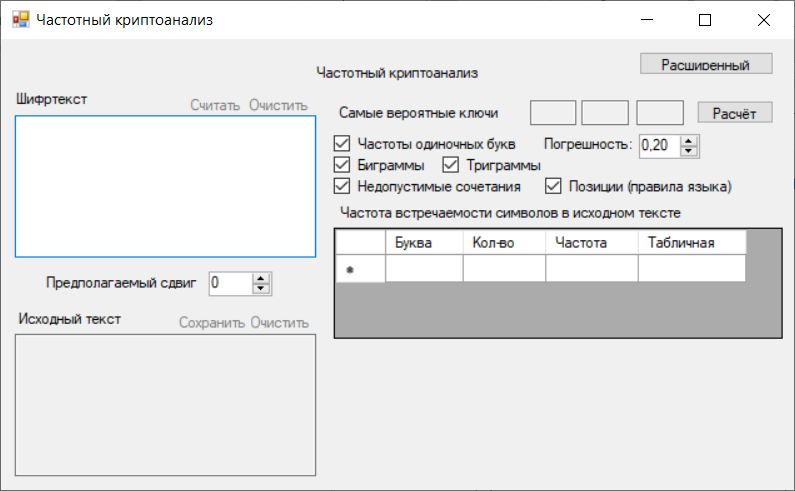 Частотный криптоанализ
Частотный криптоанализ
Расширенный
Шифртекст
Считать Очистить
Самые вероятные ключи
Расчёт
Частоты одиночных букв
Погрешность: 0,20
Биграммы
Триграммы
Недопустимые сочетания
Позиции (правила языка)
Частота встречаемости символов в исходном тексте
Буква Кол-во Частота Табличная
Предполагаемый сдвиг 0
Исходный текст
Сохранить Очистить